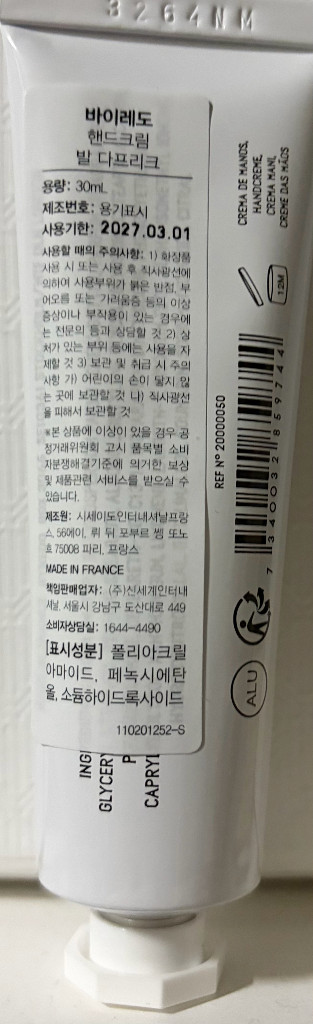 3264NM
바이레도
핸드크림
발 다프리크
용량: 30mL
제조번호: 용기표시
사용기한: 2027.03.01
사용할 때의 주의사항: 1) 화장품
사용 시 또는 사용 후 직사광선에
의하여 사용부위가 붉은 반점, 부
어오름 또는 가려움증 등의 이상
증상이나 부작용이 있는 경우에
는 전문의 등과 상담할 것 2) 상
처가 있는 부위 등에는 사용을 자
제할 것 3) 보관 및 취급 시 주의
사항 가) 어린이의 손이 닿지 않
는 곳에 보관할 것 나) 직사광선
을 피해서 보관할 것
※본 상품에 이상이 있을 경우 공
정거래위원회 고시 품목별 소비
자분쟁해결기준에 의거한 보상
및 제품관련 서비스를 받으실 수
있습니다.
제조원: 시세이도인터내셔날프랑
스, 56에이, 뤼 뒤 포부르 쌩 또노
호 75008 파리, 프랑스
MADE IN FRANCE
책임판매업자: (주)신세계인터내
셔날, 서울시 강남구 도산대로 449
소비자상담실: 1644-4490
[표시성분] 폴리아크릴
아마이드, 페녹시에탄
올, 소듐하이드록사이드
110201252-S
CREMA DE MANOS,
HANDCREME,
CREMA MANI,
CREME DAS MÃOS
12M
REF Nº 20000050
7 340032 859744
ALU
ING
GLYCERY
P
CAPRYL